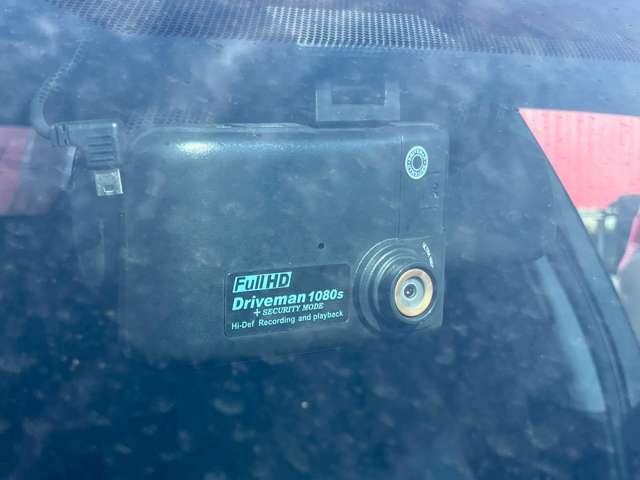 Full HD
Driveman 1080s
+ SECURITY MODE
Hi-Def Recording and playback